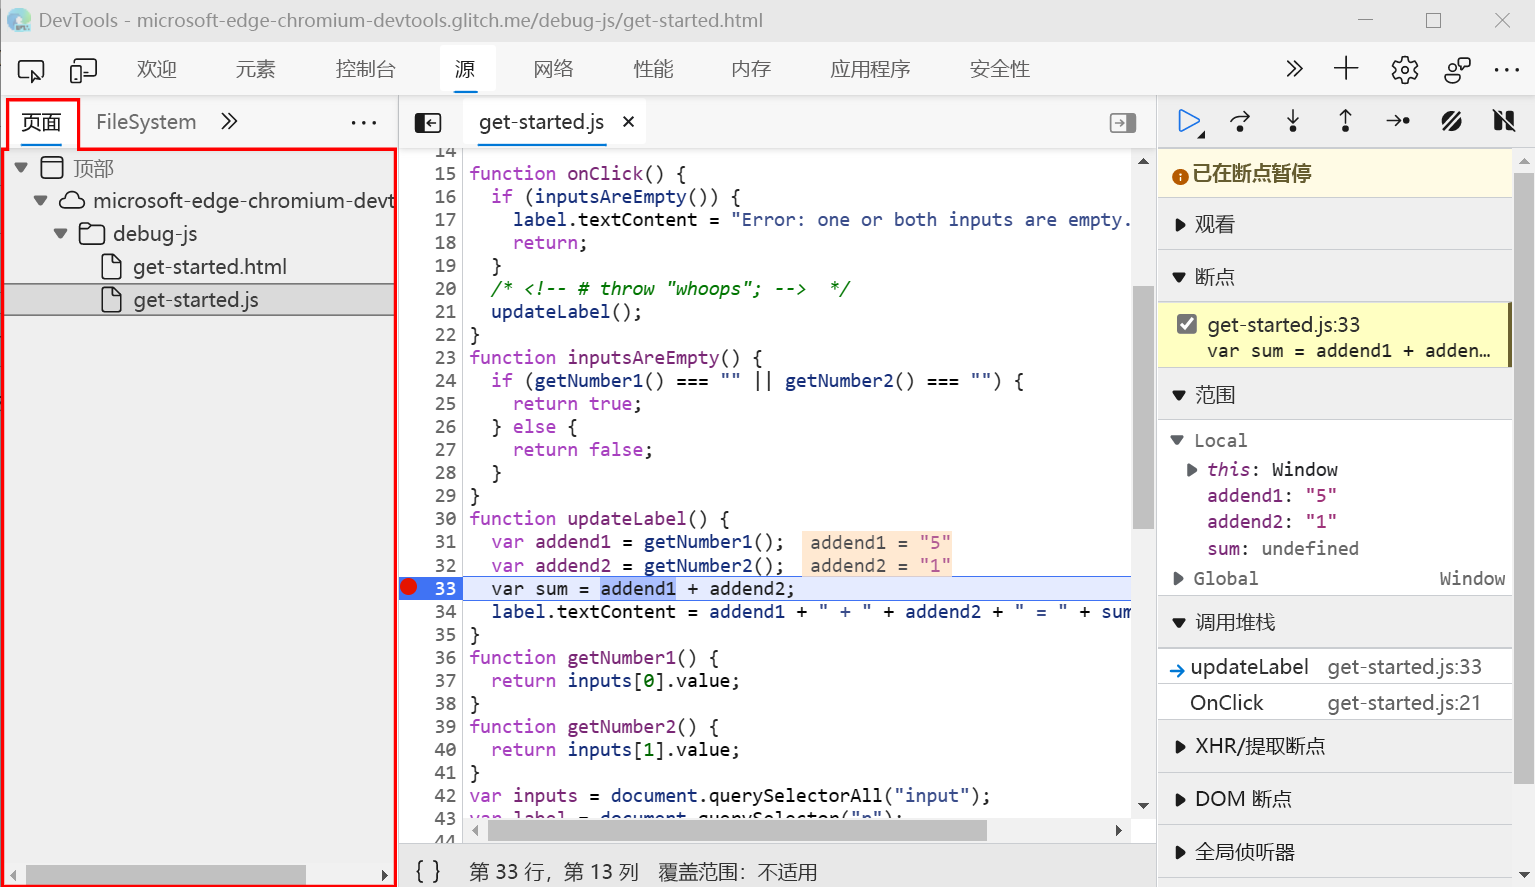 DevTools - microsoft-edge-chromium-devtools.glitch.me/debug-js/get-started.html
欢迎 元素 控制台 源 网络 性能 内存 应用程序 安全性
页面 FileSystem
顶部
microsoft-edge-chromium-devt
debug-js
get-started.html
get-started.js
get-started.js
14
15 function onClick() {
16 if (inputsAreEmpty()) {
17 label.textContent = "Error: one or both inputs are empty.
18 return;
19 }
20 /* <!-- # throw "whoops"; --> */
21 updateLabel();
22 }
23 function inputsAreEmpty() {
24 if (getNumber1() === "" || getNumber2() === "") {
25 return true;
26 } else {
27 return false;
28 }
29 }
30 function updateLabel() {
31 var addend1 = getNumber1(); addend1 = "5"
32 var addend2 = getNumber2(); addend2 = "1"
33 var sum = addend1 + addend2;
34 label.textContent = addend1 + " + " + addend2 + " = " + sum
35 }
36 function getNumber1() {
37 return inputs[0].value;
38 }
39 function getNumber2() {
40 return inputs[1].value;
41 }
42 var inputs = document.querySelectorAll("input");
43 var label = document.querySelector("p");
44
{ } 第 33 行，第 13 列 覆盖范围：不适用
已在断点暂停
观看
断点
get-started.js:33
var sum = addend1 + adden…
范围
Local
this: Window
addend1: "5"
addend2: "1"
sum: undefined
Global Window
调用堆栈
updateLabel get-started.js:33
OnClick get-started.js:21
XHR/提取断点
DOM 断点
全局侦听器